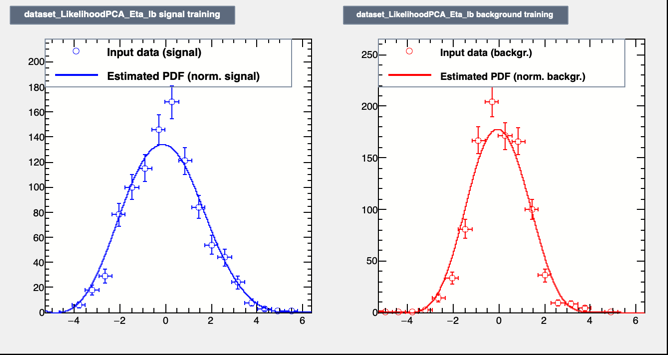 dataset_LikelihoodPCA_Eta_lb signal training
Input data (signal)
Estimated PDF (norm. signal)
200
180
160
140
120
100
80
60
40
20
0
−4 −2 0 2 4 6
dataset_LikelihoodPCA_Eta_lb background training
Input data (backgr.)
Estimated PDF (norm. backgr.)
250
200
150
100
50
0
−4 −2 0 2 4 6